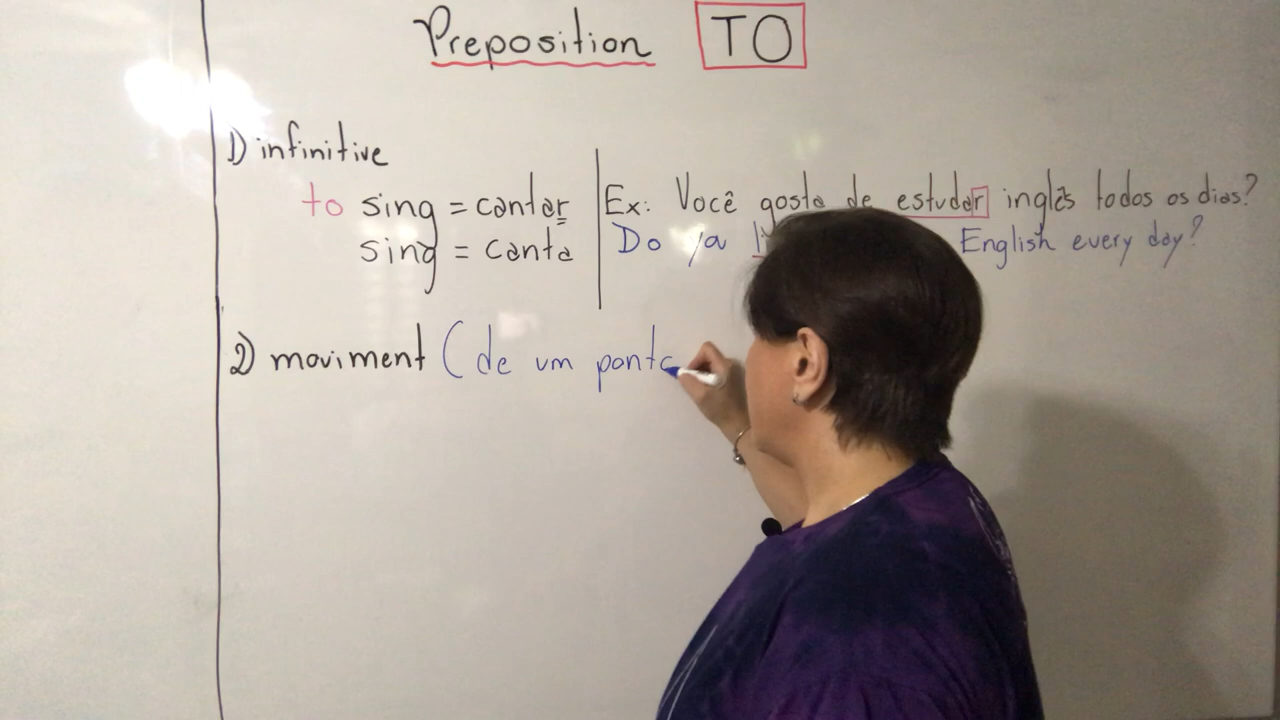 Preposition TO
1) infinitive
to sing = cantar
sing = canta
Ex: Você gosta de estudar inglês todos os dias?
Do ya English every day?
2) moviment ( de um ponto